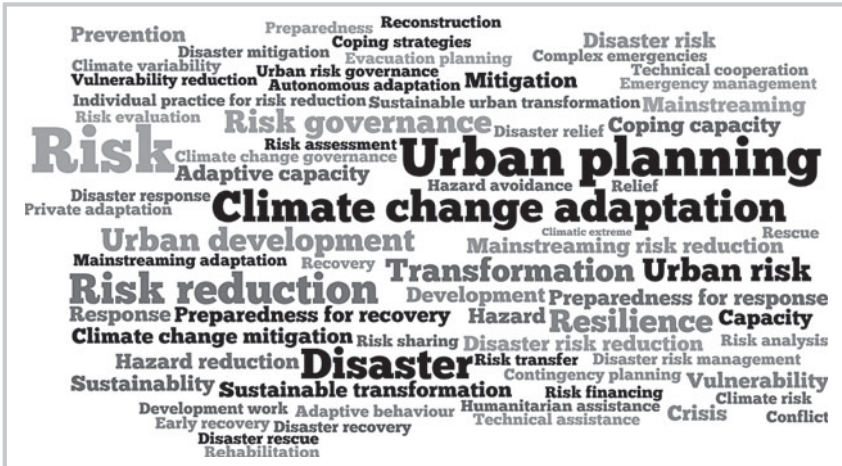 Prevention Preparedness Reconstruction
Coping strategies Disaster risk
Disaster mitigation Evacuation planning Complex emergencies
Climate variability Urban risk governance Technical cooperation
Vulnerability reduction Autonomous adaptation Mitigation Emergency management
Individual practice for risk reduction Sustainable urban transformation Mainstreaming
Risk evaluation Risk governance Disaster relief Coping capacity
Risk Risk assessment Urban planning
Climate change governance
Adaptive capacity Hazard avoidance Relief
Disaster response Climate change adaptation
Private adaptation
Urban development Climatic extreme Rescue
Mainstreaming risk reduction
Mainstreaming adaptation Recovery Transformation Urban risk
Risk reduction Development Preparedness for response
Response Preparedness for recovery Hazard Resilience Capacity
Climate change mitigation Risk sharing Disaster risk reduction Risk analysis
Hazard reduction Disaster Risk transfer Disaster risk management
Contingency planning Vulnerability
Sustainablity Sustainable transformation Risk financing Climate risk
Development work Adaptive behaviour Humanitarian assistance Crisis Conflict
Early recovery Disaster recovery Technical assistance
Disaster rescue
Rehabilitation